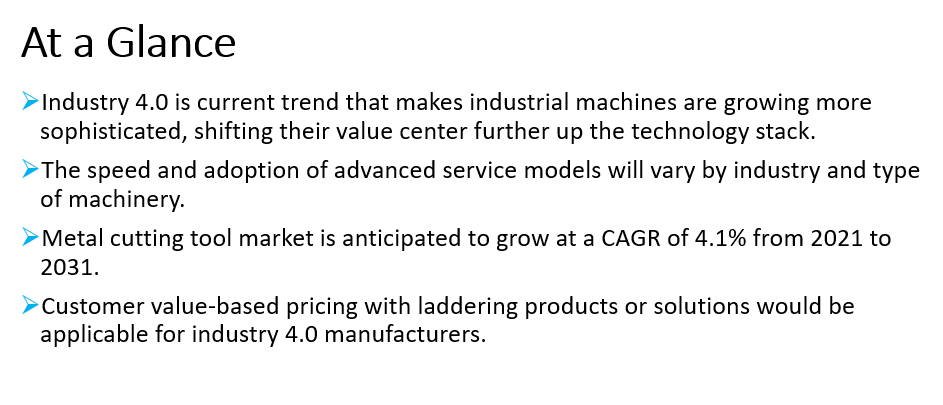 At a Glance
➢Industry 4.0 is current trend that makes industrial machines are growing more
sophisticated, shifting their value center further up the technology stack.
➢The speed and adoption of advanced service models will vary by industry and type
of machinery.
➢Metal cutting tool market is anticipated to grow at a CAGR of 4.1% from 2021 to
2031.
➢Customer value-based pricing with laddering products or solutions would be
applicable for industry 4.0 manufacturers.